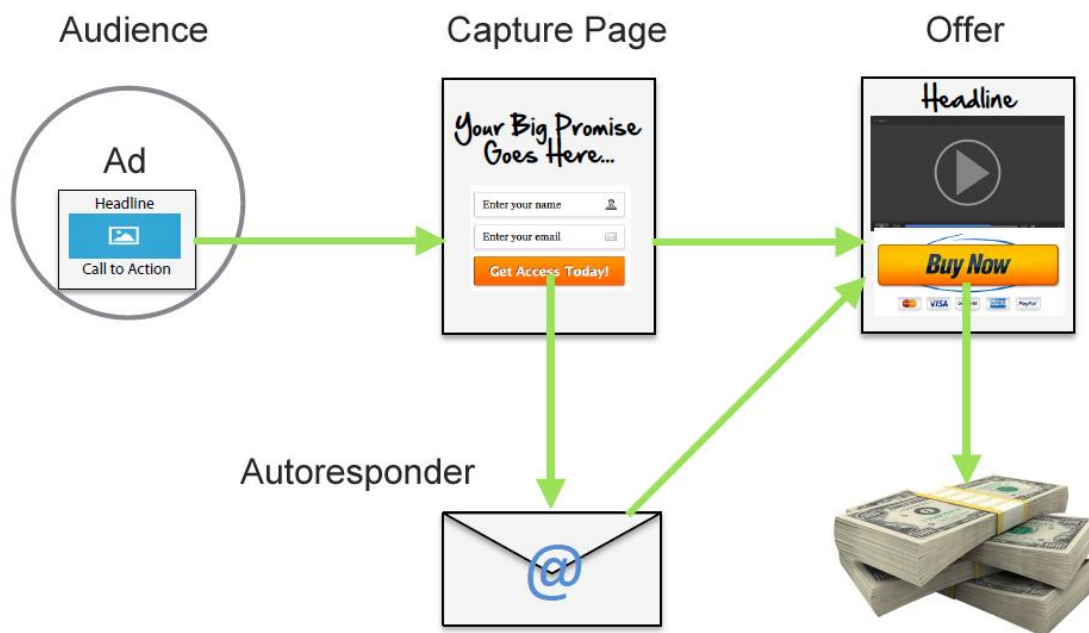 Audience
Capture Page
Offer
Ad
Headline
Call to Action
Your Big Promise
Goes Here...
Enter your name
Enter your email
Get Access Today!
Headline
Buy Now
VISA
PayPal
Autoresponder
@